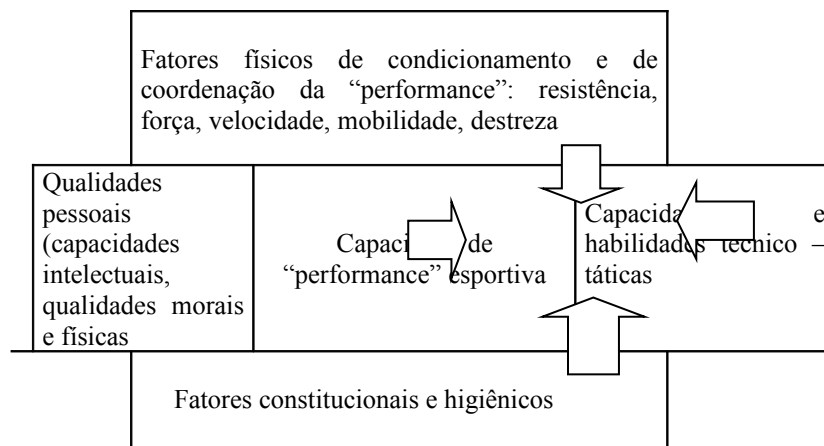 Fatores físicos de condicionamento e de
coordenação da “performance”: resistência,
força, velocidade, mobilidade, destreza
Qualidades
pessoais
(capacidades
intelectuais,
qualidades morais
e físicas
de
“performance” esportiva
e
habilidades técnico –
táticas
Fatores constitucionais e higiênicos